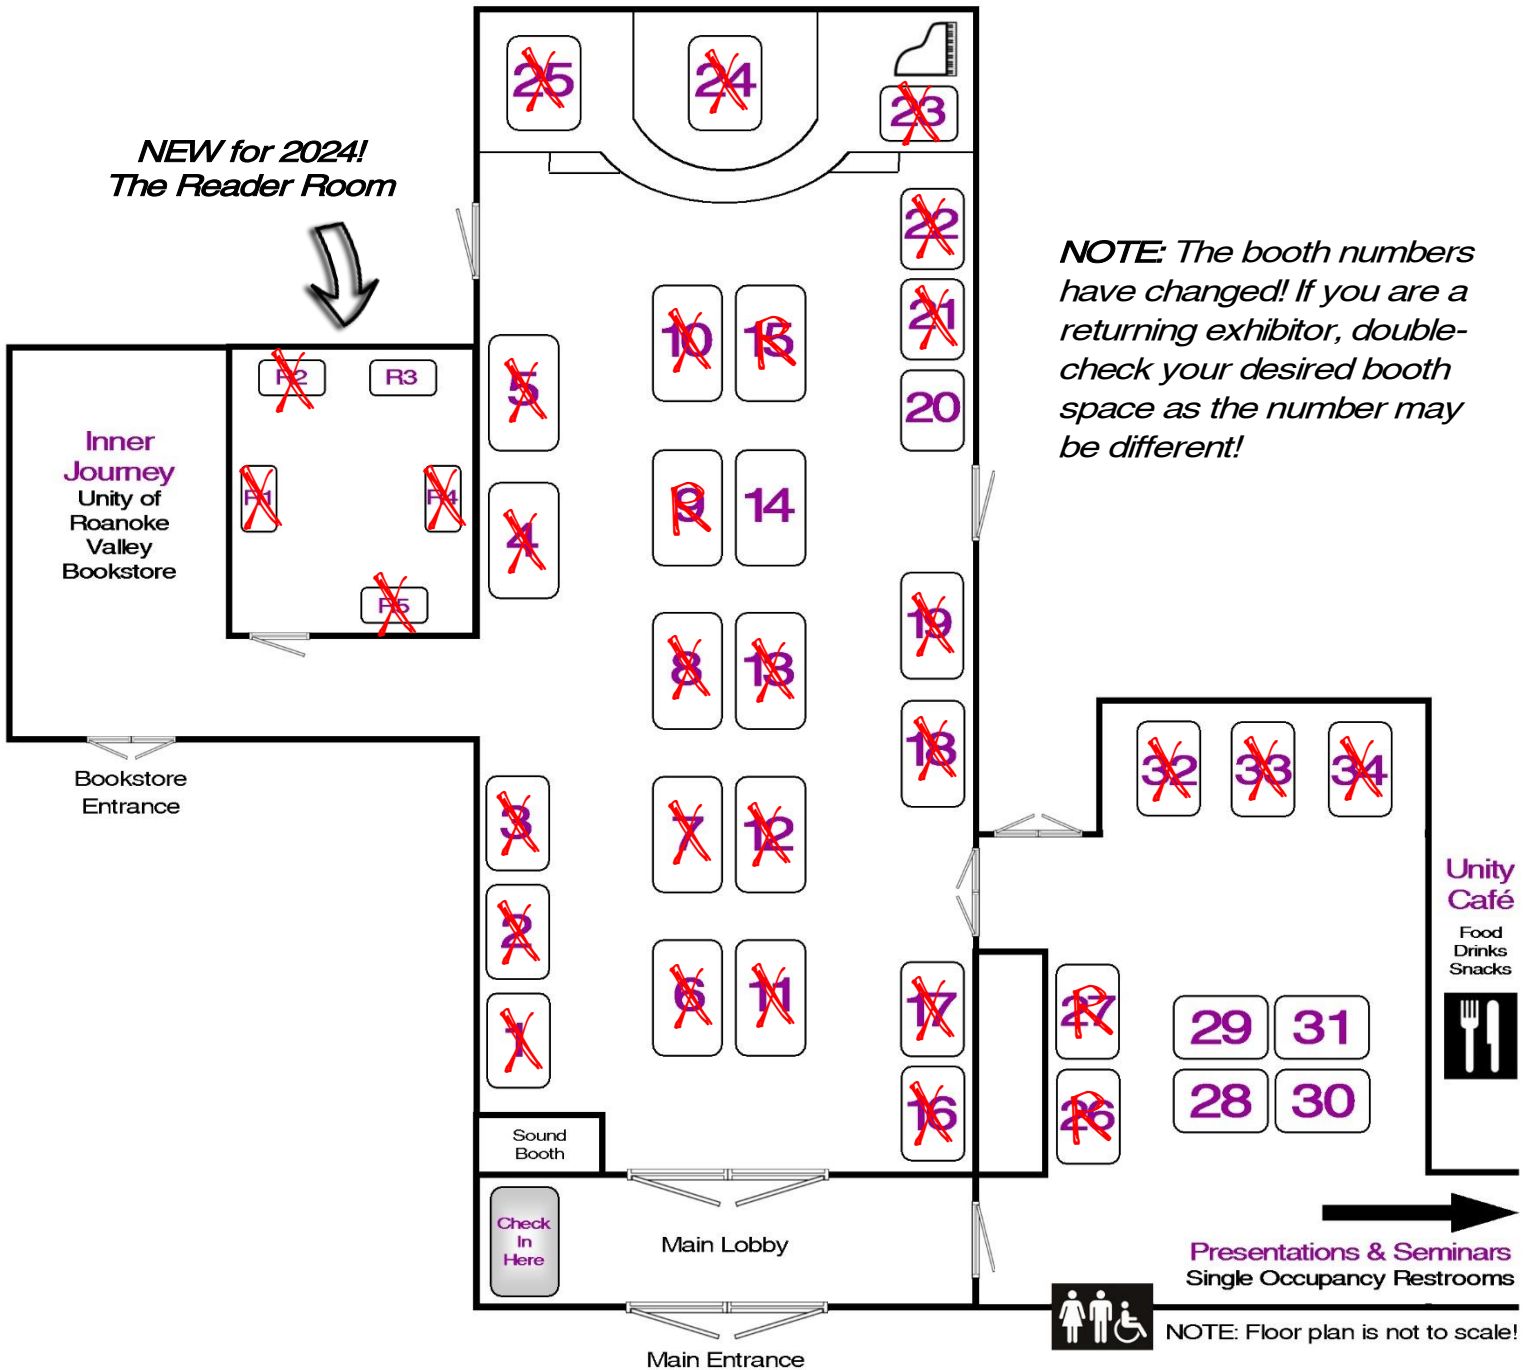 25
24
23
NEW for 2024!
The Reader Room
22
NOTE: The booth numbers
have changed! If you are a
returning exhibitor, double-
check your desired booth
space as the number may
be different!
21
20
10
15 R
5
R2
R3
R1
R4
R5
Inner
Journey
Unity of
Roanoke
Valley
Bookstore
4
9 R
14
19
8
13
18
Bookstore
Entrance
32
33
34
3
7
12
2
Unity
Café
Food
Drinks
Snacks
1
6
11
17
27 R
29
31
16
26 R
28
30
Sound
Booth
Check
In
Here
Main Lobby
Presentations & Seminars
Single Occupancy Restrooms
NOTE: Floor plan is not to scale!
Main Entrance